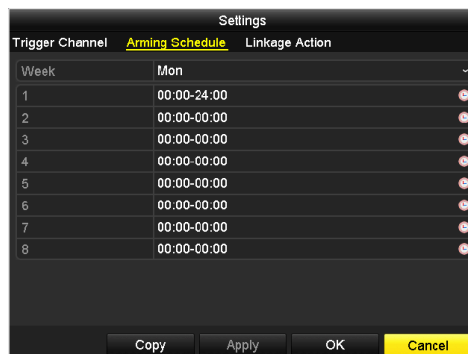 Settings
Trigger Channel Arming Schedule Linkage Action
Week Mon
1 00:00-24:00
2 00:00-00:00
3 00:00-00:00
4 00:00-00:00
5 00:00-00:00
6 00:00-00:00
7 00:00-00:00
8 00:00-00:00
Copy Apply OK Cancel